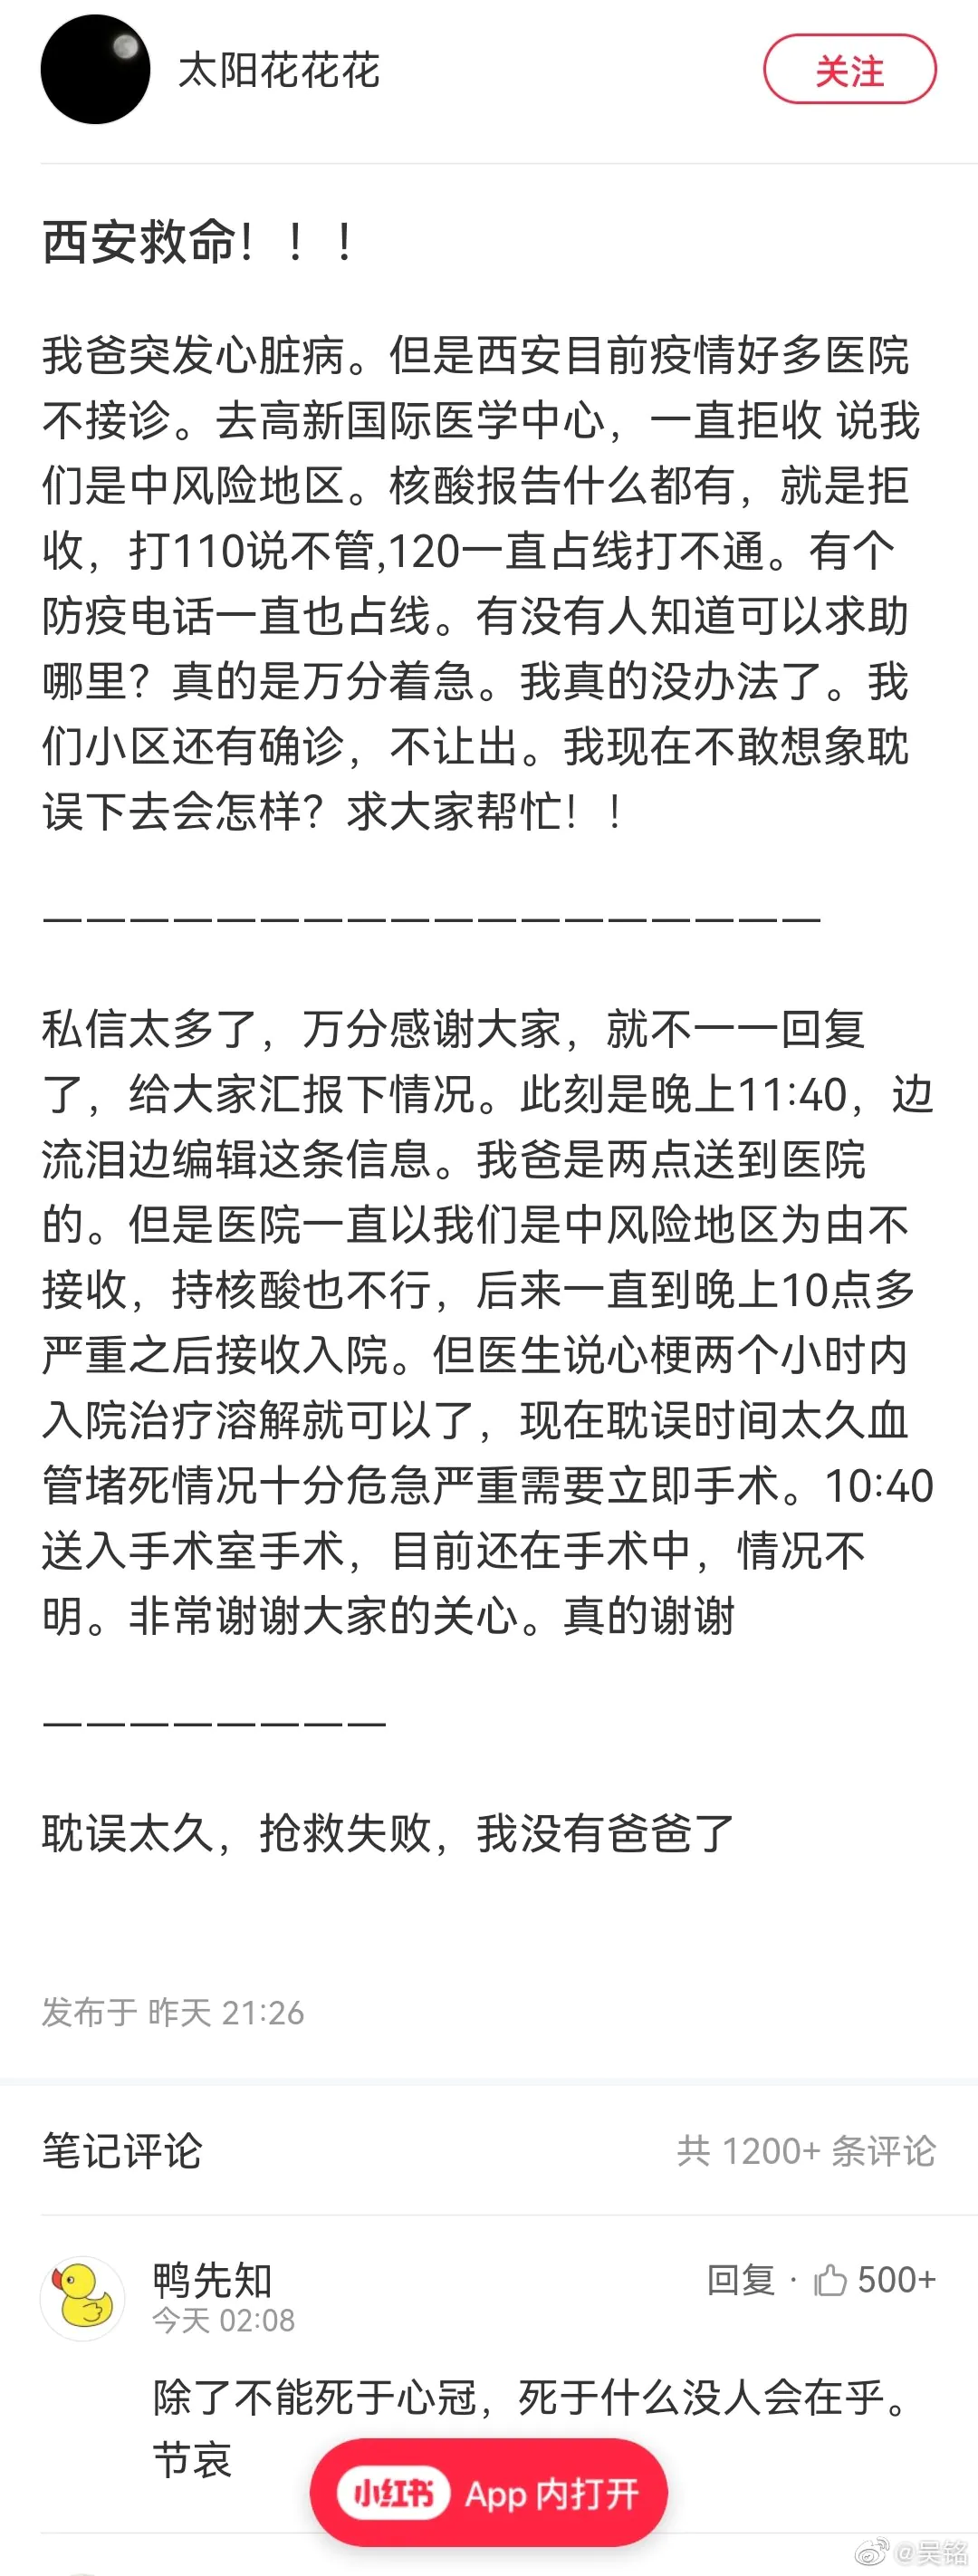 太阳花花花
关注
西安救命！！！
我爸突发心脏病。但是西安目前疫情好多医院
不接诊。去高新国际医学中心，一直拒收 说我
们是中风险地区。核酸报告什么都有，就是拒
收，打110说不管,120一直占线打不通。有个
防疫电话一直也占线。有没有人知道可以求助
哪里？真的是万分着急。我真的没办法了。我
们小区还有确诊，不让出。我现在不敢想象耽
误下去会怎样？求大家帮忙！！
——————————————————
私信太多了，万分感谢大家，就不一一回复
了，给大家汇报下情况。此刻是晚上11:40，边
流泪边编辑这条信息。我爸是两点送到医院
的。但是医院一直以我们是中风险地区为由不
接收，持核酸也不行，后来一直到晚上10点多
严重之后接收入院。但医生说心梗两个小时内
入院治疗溶解就可以了，现在耽误时间太久血
管堵死情况十分危急严重需要立即手术。10:40
送入手术室手术，目前还在手术中，情况不
明。非常谢谢大家的关心。真的谢谢
————————
耽误太久，抢救失败，我没有爸爸了
发布于 昨天 21:26
笔记评论
共 1200+ 条评论
鸭先知
回复 · 500+
今天 02:08
除了不能死于心冠，死于什么没人会在乎。
节哀
小红书 App 内打开
@吴铭